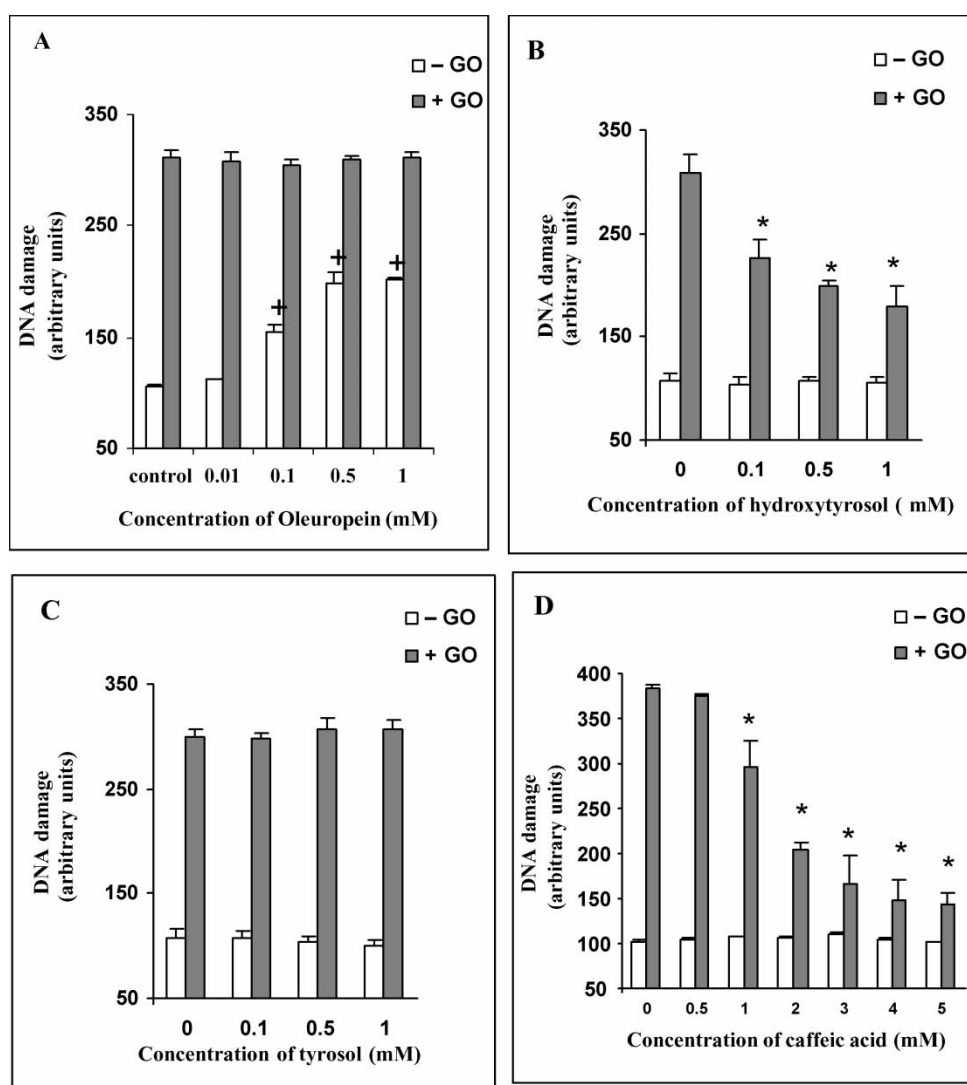 A
– GO
+ GO
DNA damage
(arbitrary units)
350
250
150
50
+
+
+
control 0.01 0.1 0.5 1
Concentration of Oleuropein (mM)
B
– GO
+ GO
DNA damage
(arbitrary units)
350
250
150
50
*
*
*
0 0.1 0.5 1
Concentration of hydroxytyrosol ( mM)
C
– GO
+ GO
DNA damage
(arbitrary units)
350
250
150
50
0 0.1 0.5 1
Concentration of tyrosol (mM)
D
– GO
+ GO
DNA damage
(arbitrary units)
400
350
300
250
200
150
100
50
*
*
*
*
*
0 0.5 1 2 3 4 5
Concentration of caffeic acid (mM)